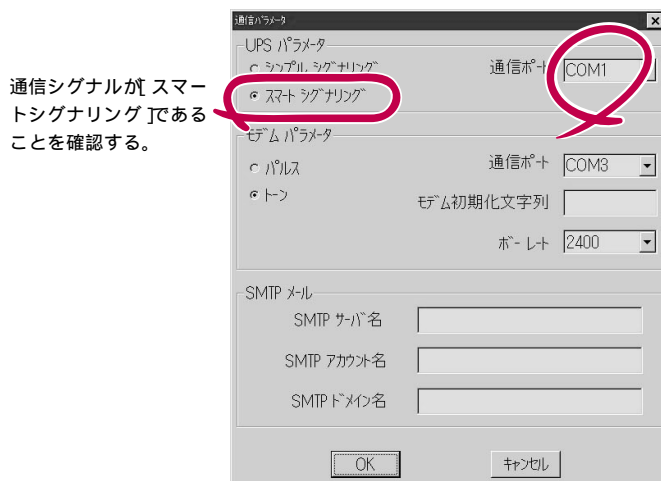 通信パラメータ
UPS パラメータ
シンプル シグナリング
通信ポート COM1
スマート シグナリング
通信シグナルが[ スマー
トシグナリング ]である
ことを確認する。
モデム パラメータ
パルス
通信ポート COM3
トーン
モデム初期化文字列
ボー レート 2400
SMTP メール
SMTP サーバ名
SMTP アカウント名
SMTP ドメイン名
OK キャンセル